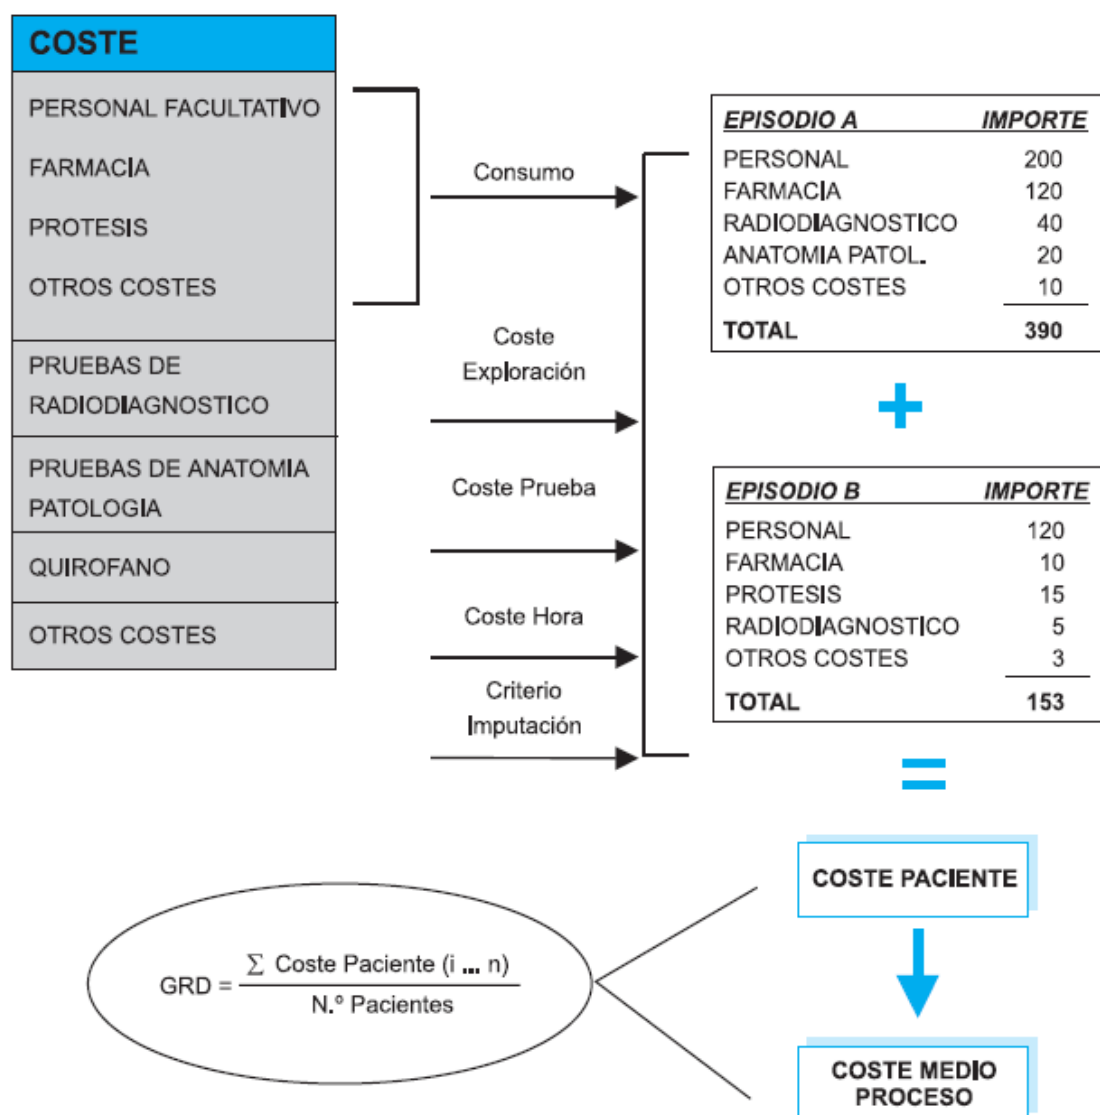 COSTE
PERSONAL FACULTATIVO
FARMACIA
PROTESIS
OTROS COSTES
PRUEBAS DE
RADIODIAGNOSTICO
PRUEBAS DE ANATOMIA
PATOLOGIA
QUIROFANO
OTROS COSTES
Consumo
Coste
Exploración
Coste Prueba
Coste Hora
Criterio
Imputación
EPISODIO A IMPORTE
PERSONAL 200
FARMACIA 120
RADIODIAGNOSTICO 40
ANATOMIA PATOL. 20
OTROS COSTES 10
TOTAL 390
+
EPISODIO B IMPORTE
PERSONAL 120
FARMACIA 10
PROTESIS 15
RADIODIAGNOSTICO 5
OTROS COSTES 3
TOTAL 153
=
COSTE PACIENTE
GRD = ∑ Coste Paciente (i ... n)
N.º Pacientes
COSTE MEDIO
PROCESO